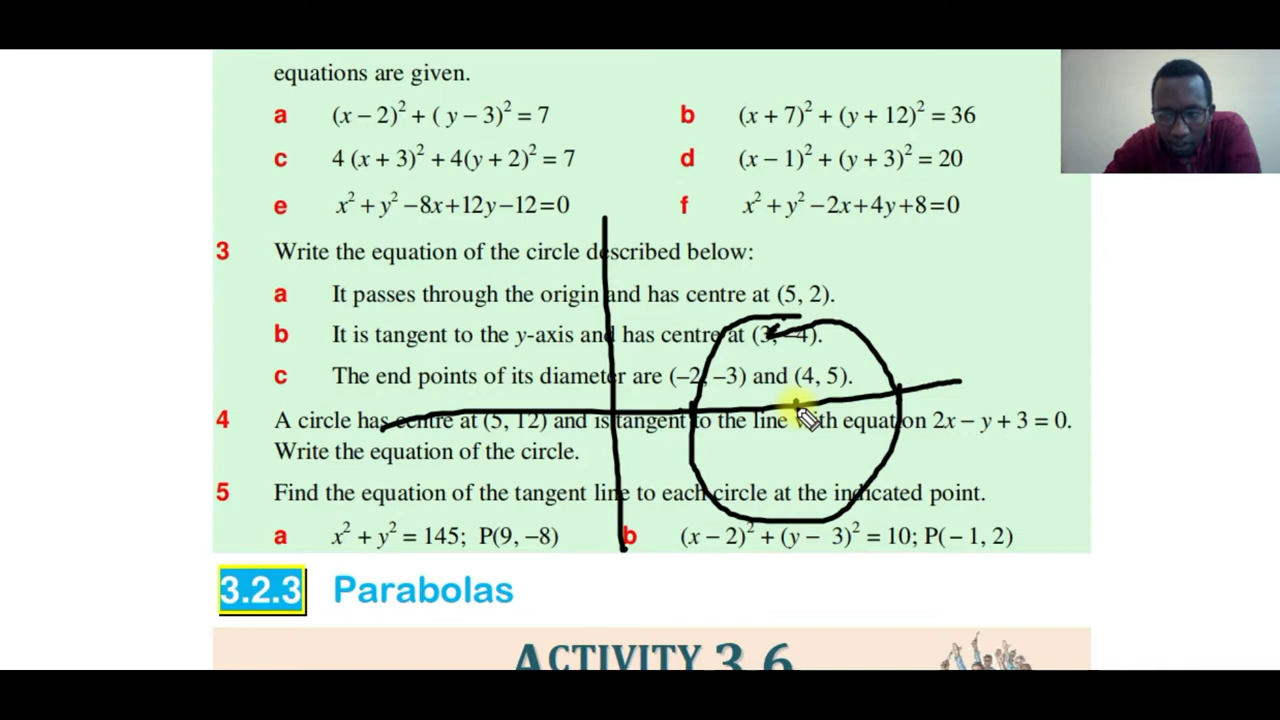 equations are given.
a (x – 2)² + ( y – 3)² = 7 b (x + 7)² + (y + 12)² = 36
c 4 (x + 3)² + 4(y + 2)² = 7 d (x – 1)² + (y + 3)² = 20
e x² + y² – 8x+12y–12=0 f x² + y² – 2x+4y+8=0
3 Write the equation of the circle described below:
a It passes through the origin and has centre at (5, 2).
b It is tangent to the y-axis and has centre at (3, –4).
c The end points of its diameter are (–2, –3) and (4, 5).
4 A circle has centre at (5, 12) and is tangent to the line with equation 2x – y + 3 = 0.
Write the equation of the circle.
5 Find the equation of the tangent line to each circle at the indicated point.
a x² + y² = 145; P(9, –8) b (x – 2)² + (y – 3)² = 10; P(– 1, 2)
3.2.3 Parabolas
ACTIVITY 3.6